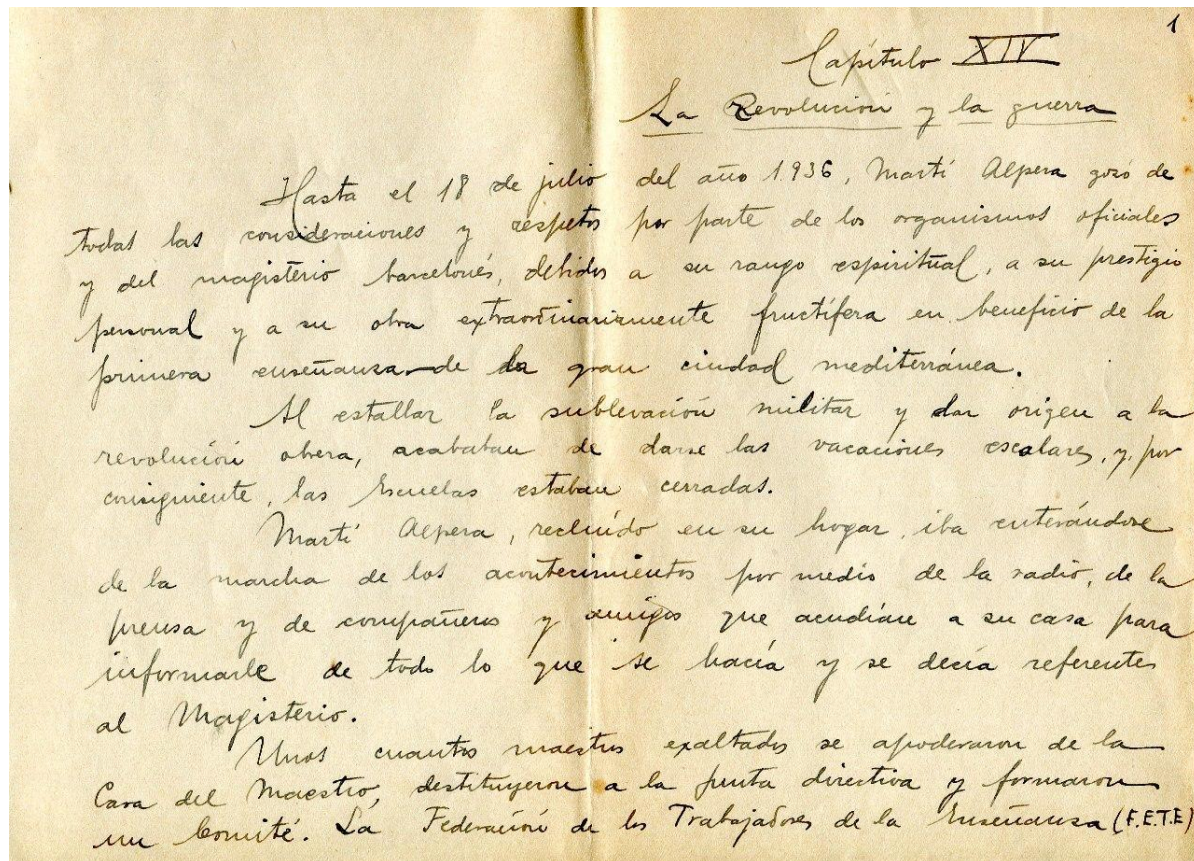 1
Capítulo XIV
La Revolución y la guerra
Hasta el 18 de julio del año 1.936, Martí Alpera gozó de
todas las consideraciones y respetos por parte de los organismos oficiales
y del magisterio barcelonés, debidos a su rango espiritual, a su prestigio
personal y a su obra extraordinariamente fructífera en beneficio de la
primera enseñanza de la gran ciudad mediterránea.
Al estallar la sublevación militar y dar origen a la
revolución obrera, acababan de darse las vacaciones escolares, y, por
consiguiente, las Escuelas estaban cerradas.
Martí Alpera, recluído en su hogar, iba enterándose
de la marcha de los acontecimientos por medio de la radio, de la
prensa y de compañeros y amigos que acudían a su casa para
informarle de todo lo que se hacía y se decía referentes
al Magisterio.
Unos cuantos maestros exaltados se apoderaron de la
Casa del Maestro, destituyeron a la junta directiva y formaron
un Comité. La Federación de los Trabajadores de la Enseñanza (F.E.T.E)